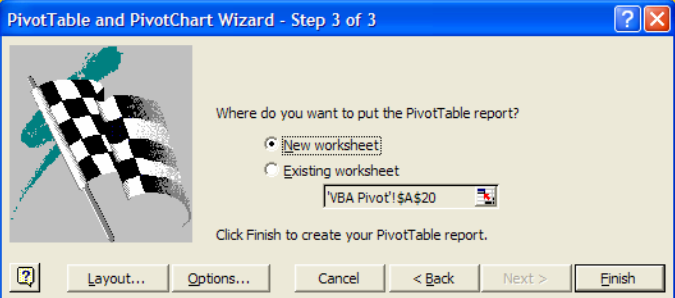 PivotTable and PivotChart Wizard - Step 3 of 3
Where do you want to put the PivotTable report?
New worksheet
Existing worksheet
'VBA Pivot'!$A$20
Click Finish to create your PivotTable report.
Layout... Options... Cancel < Back Next > Finish